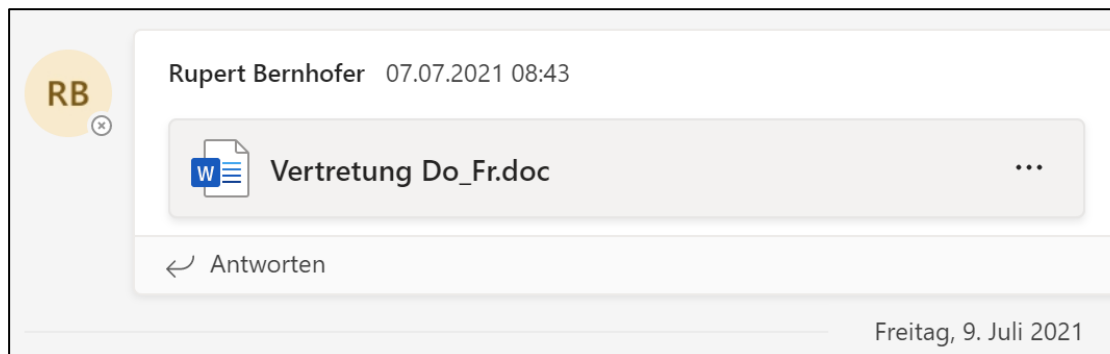 RB
Rupert Bernhofer 07.07.2021 08:43
W Vertretung Do_Fr.doc ...
Antworten
Freitag, 9. Juli 2021